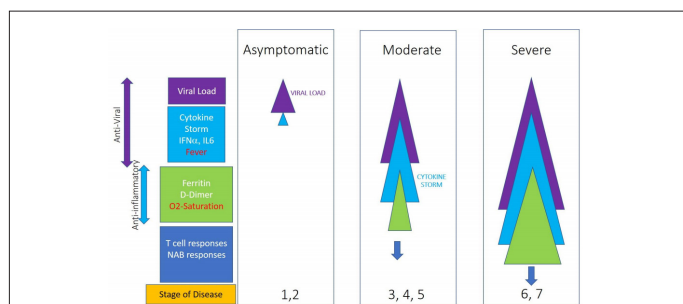 Asymptomatic
Moderate
Severe
Anti-Viral
Viral Load
VIRAL LOAD
Cytokine
Storm
IFNα, IL6
Fever
Anti-inflammatory
Ferritin
D-Dimer
O2-Saturation
CYTOKINE
STORM
T cell responses
NAB responses
Stage of Disease
1,2
3, 4, 5
6, 7